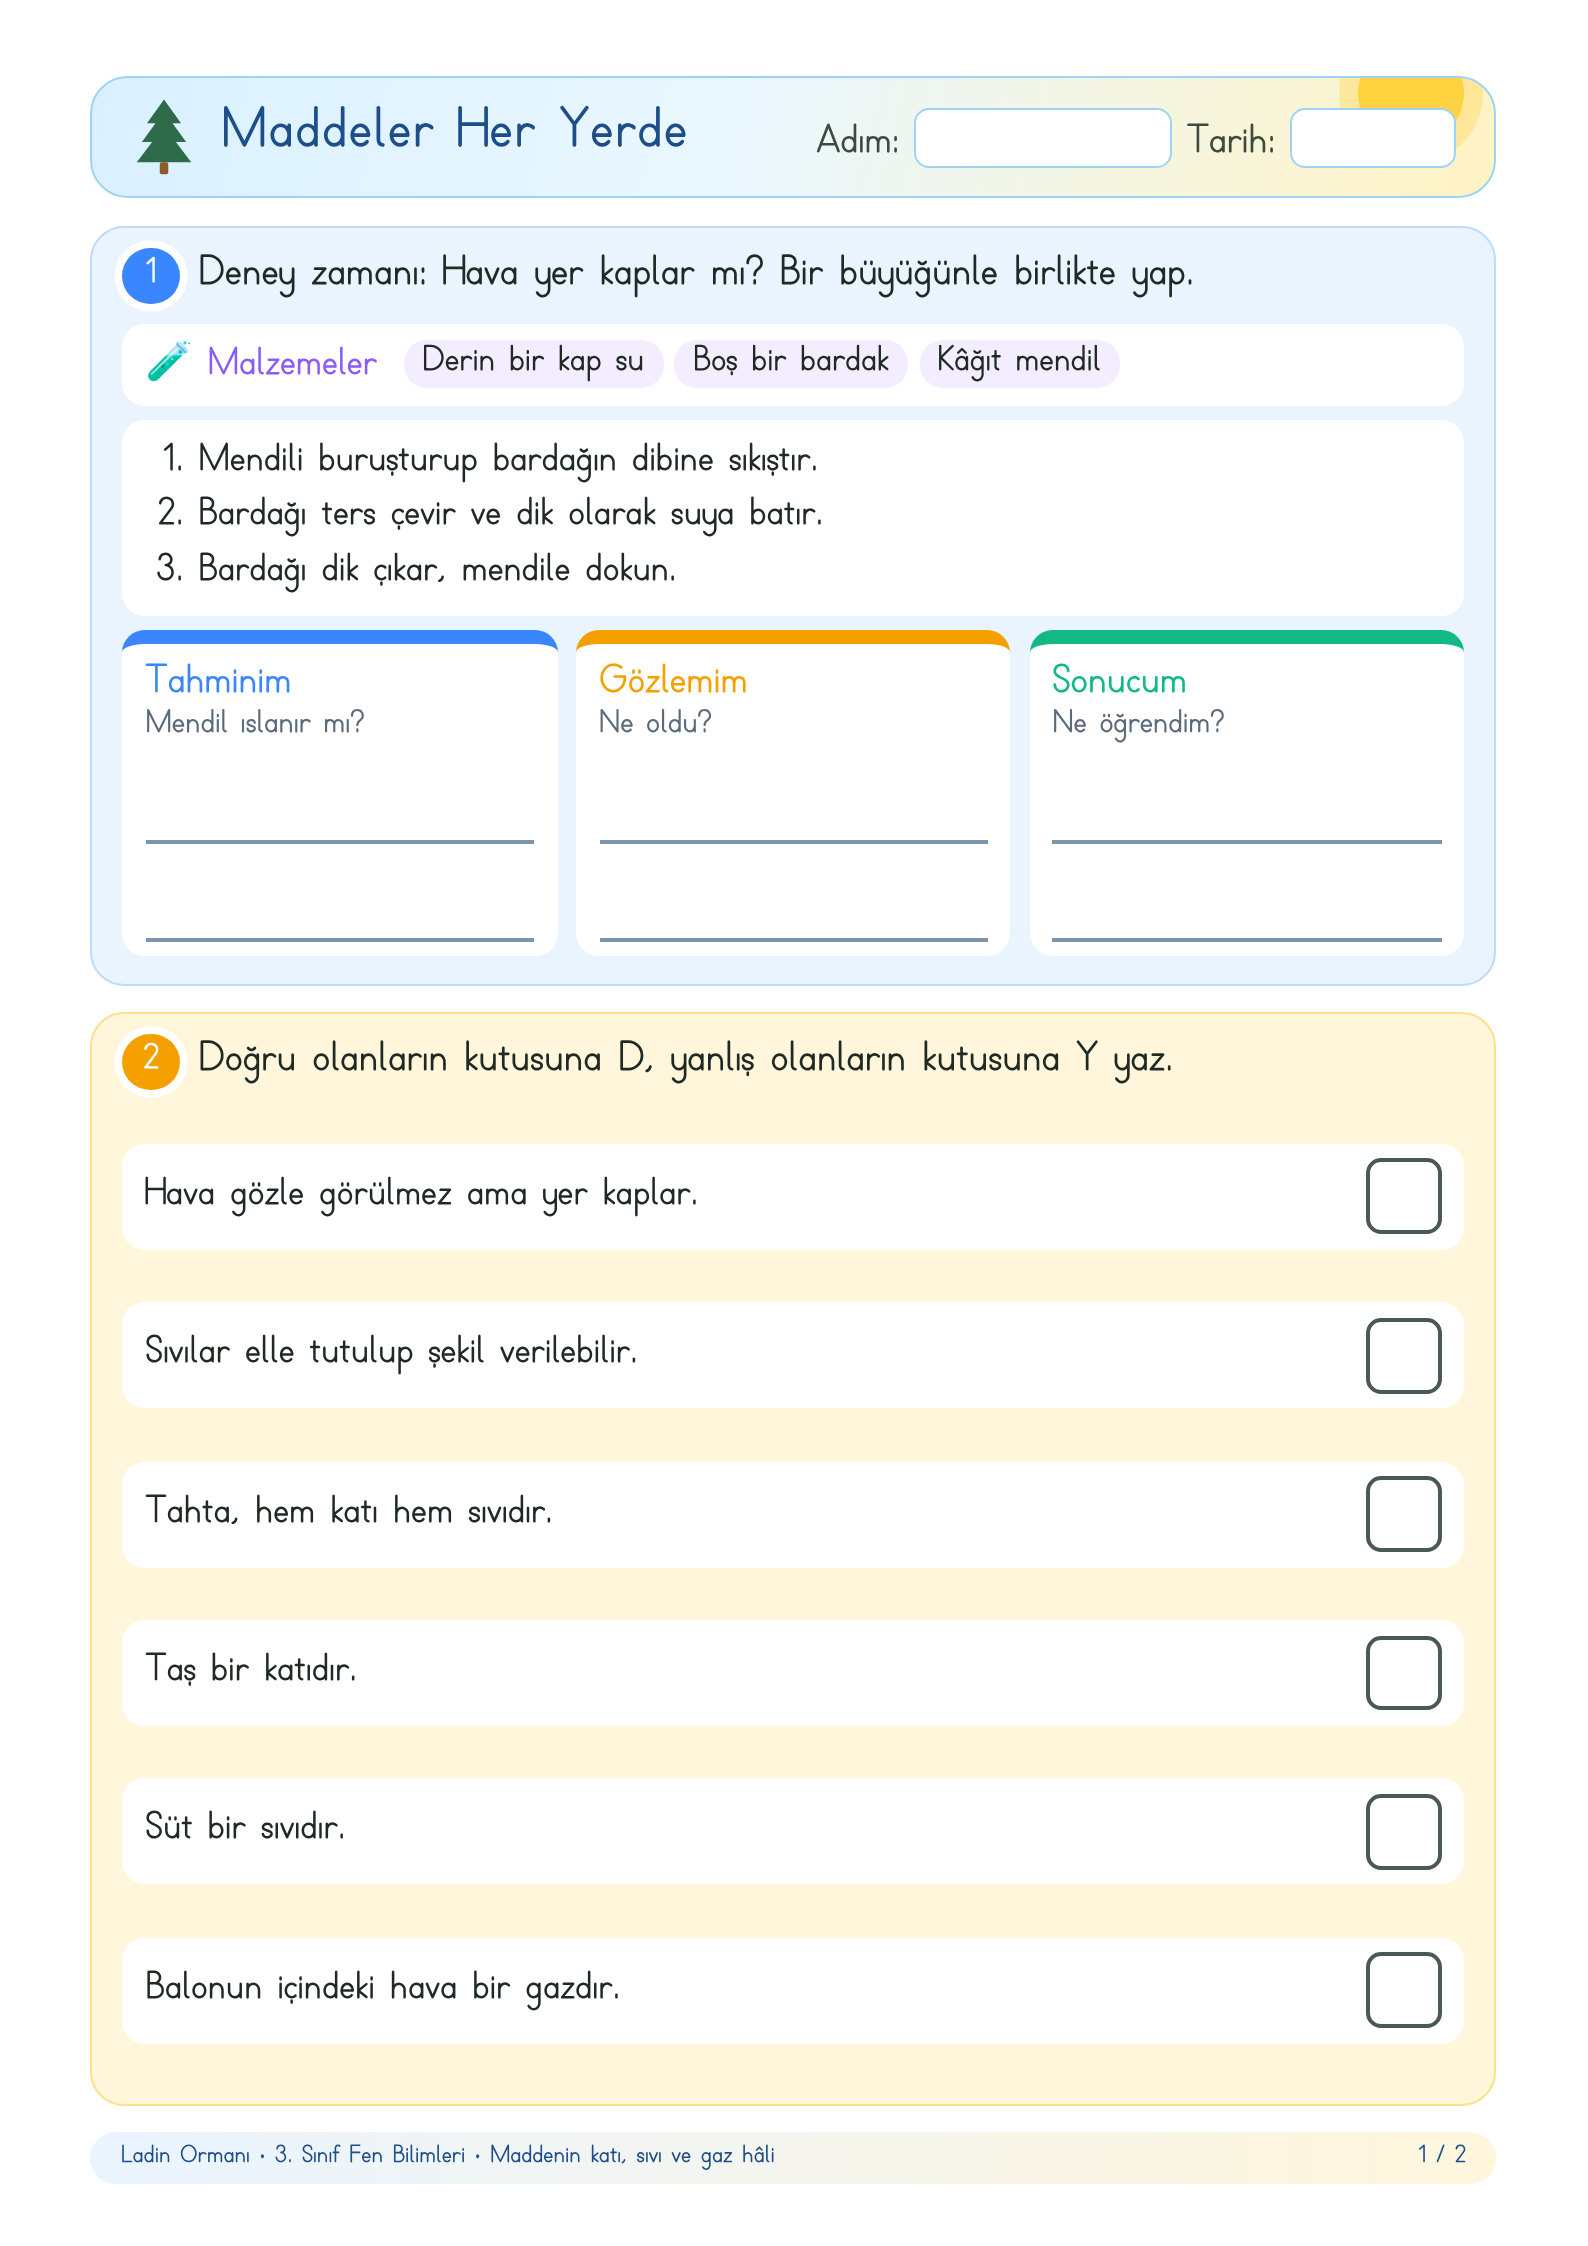 Maddeler Her Yerde
Adım:
Tarih:
1 Deney zamanı: Hava yer kaplar mı? Bir büyüğünle birlikte yap.
Malzemeler Derin bir kap su Boş bir bardak Kâğıt mendil
1. Mendili buruşturup bardağın dibine sıkıştır.
2. Bardağı ters çevir ve dik olarak suya batır.
3. Bardağı dik çıkar, mendile dokun.
Tahminim
Mendil ıslanır mı?
Gözlemim
Ne oldu?
Sonucum
Ne öğrendim?
2 Doğru olanların kutusuna D, yanlış olanların kutusuna Y yaz.
Hava gözle görülmez ama yer kaplar.
Sıvılar elle tutulup şekil verilebilir.
Tahta, hem katı hem sıvıdır.
Taş bir katıdır.
Süt bir sıvıdır.
Balonun içindeki hava bir gazdır.
Ladin Ormanı • 3. Sınıf Fen Bilimleri • Maddenin katı, sıvı ve gaz hâli
1 / 2